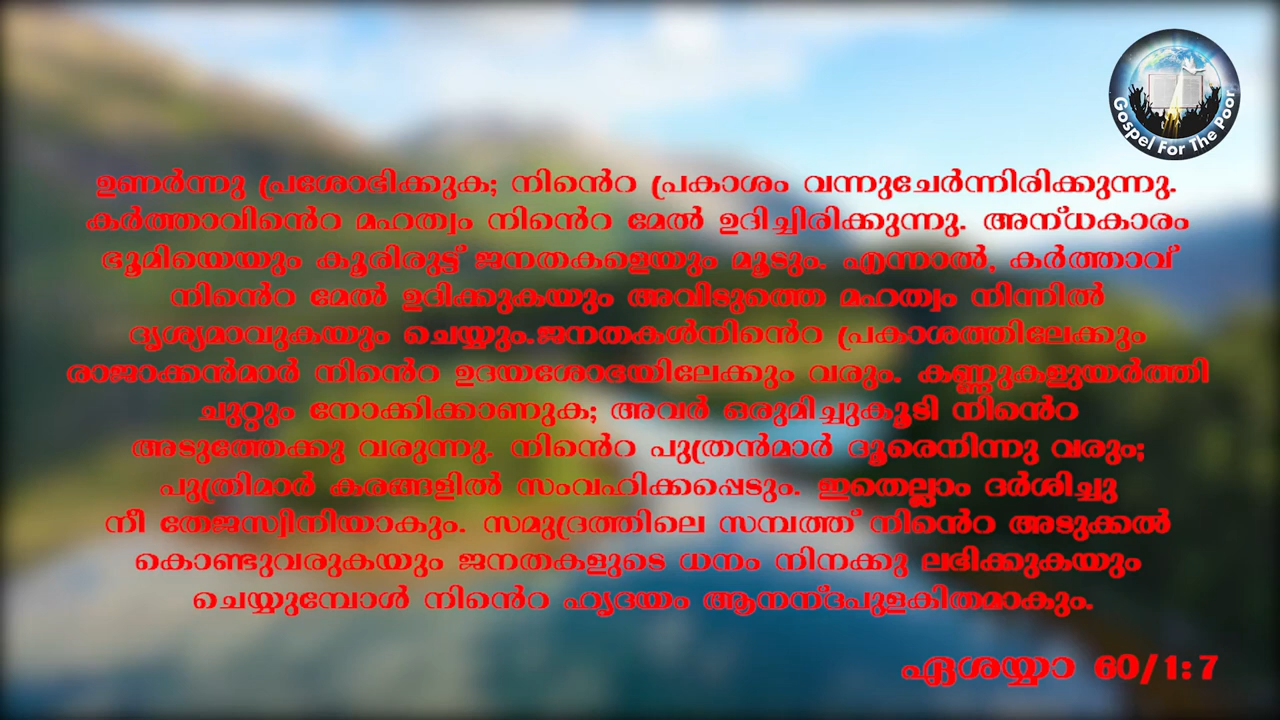 Gospel For The Poor
ഉണർന്നു പ്രശോഭിക്കുക; നിൻെറ പ്രകാശം വന്നുചേർന്നിരിക്കുന്നു.
കർത്താവിൻെറ മഹത്വം നിൻെറ മേൽ ഉദിച്ചിരിക്കുന്നു. അന്ധകാരം
ഭൂമിയെയും കൂരിരുട്ട് ജനതകളെയും മൂടും. എന്നാൽ, കർത്താവ്
നിൻെറ മേൽ ഉദിക്കുകയും അവിടുത്തെ മഹത്വം നിന്നിൽ
ദൃശ്യമാവുകയും ചെയ്യും.ജനതകൾനിൻെറ പ്രകാശത്തിലേക്കും
രാജാക്കൻമാർ നിൻെറ ഉദയശോഭയിലേക്കും വരും. കണ്ണുകളുയർത്തി
ചുറ്റും നോക്കിക്കാണുക; അവർ ഒരുമിച്ചുകൂടി നിൻെറ
അടുത്തേക്കു വരുന്നു. നിൻെറ പുത്രൻമാർ ദൂരെനിന്നു വരും;
പുത്രിമാർ കരങ്ങളിൽ സംവഹിക്കപ്പെടും. ഇതെല്ലാം ദർശിച്ചു
നീ തേജസ്വിനിയാകും. സമുദ്രത്തിലെ സമ്പത്ത് നിൻെറ അടുക്കൽ
കൊണ്ടുവരുകയും ജനതകളുടെ ധനം നിനക്കു ലഭിക്കുകയും
ചെയ്യുമ്പോൾ നിൻെറ ഹൃദയം ആനന്ദപുളകിതമാകും.
ഏശയ്യാ 60/1:7